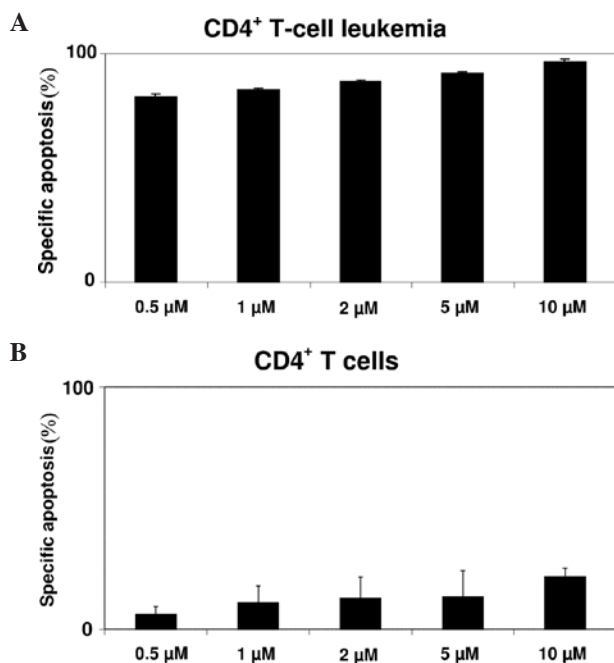 A
CD4⁺ T-cell leukemia
100
Specific apoptosis (%)
0
0.5 µM 1 µM 2 µM 5 µM 10 µM
B
CD4⁺ T cells
100
Specific apoptosis (%)
0
0.5 µM 1 µM 2 µM 5 µM 10 µM